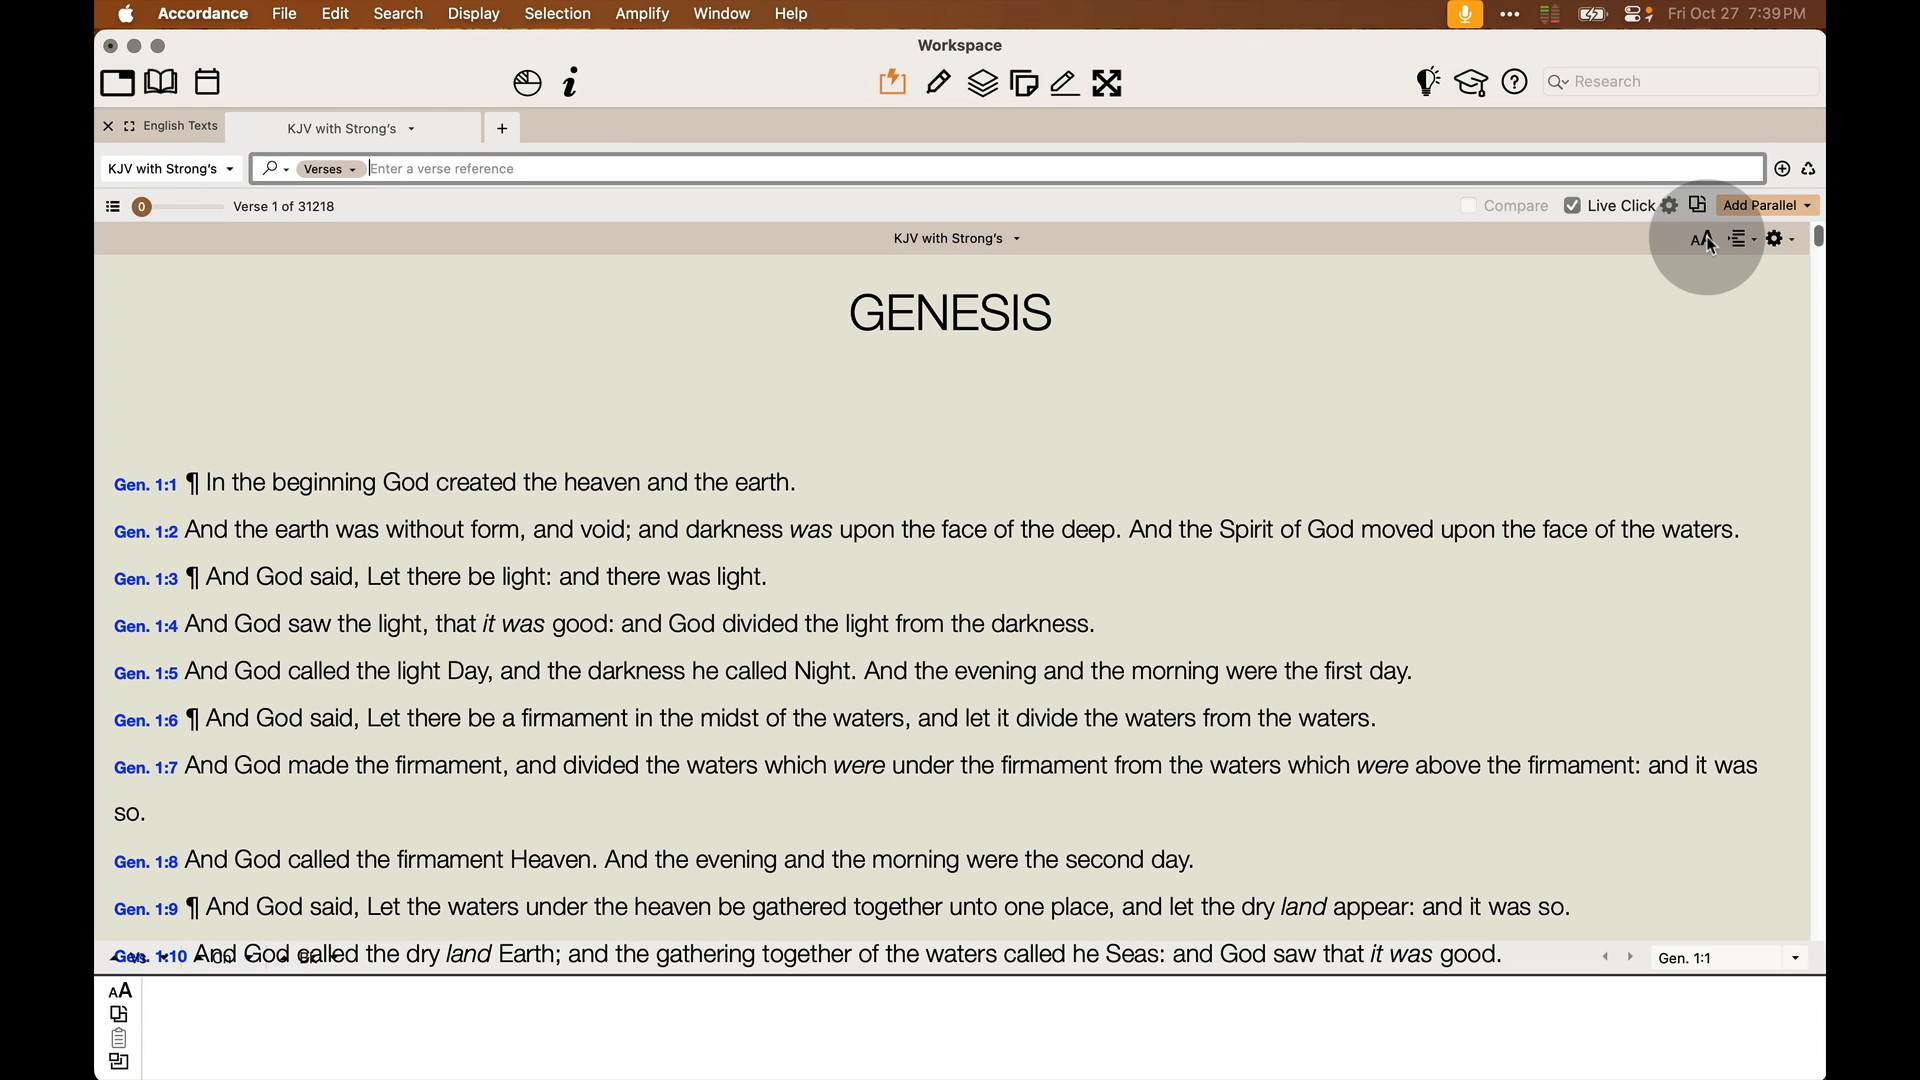 Accordance File Edit Search Display Selection Amplify Window Help Fri Oct 27 7:39 PM
Workspace
Research
English Texts KJV with Strong's
KJV with Strong's Verses Enter a verse reference
0 Verse 1 of 31218 Compare Live Click Add Parallel
KJV with Strong's AA
GENESIS
Gen. 1:1 ¶ In the beginning God created the heaven and the earth.
Gen. 1:2 And the earth was without form, and void; and darkness was upon the face of the deep. And the Spirit of God moved upon the face of the waters.
Gen. 1:3 ¶ And God said, Let there be light: and there was light.
Gen. 1:4 And God saw the light, that it was good: and God divided the light from the darkness.
Gen. 1:5 And God called the light Day, and the darkness he called Night. And the evening and the morning were the first day.
Gen. 1:6 ¶ And God said, Let there be a firmament in the midst of the waters, and let it divide the waters from the waters.
Gen. 1:7 And God made the firmament, and divided the waters which were under the firmament from the waters which were above the firmament: and it was
so.
Gen. 1:8 And God called the firmament Heaven. And the evening and the morning were the second day.
Gen. 1:9 ¶ And God said, Let the waters under the heaven be gathered together unto one place, and let the dry land appear: and it was so.
Gen. 1:10 And God called the dry land Earth; and the gathering together of the waters called he Seas: and God saw that it was good.
Gen. 1:1
AA